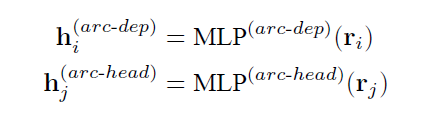 h_i^{(arc-dep)} = MLP^{(arc-dep)}(r_i)
h_j^{(arc-head)} = MLP^{(arc-head)}(r_j)